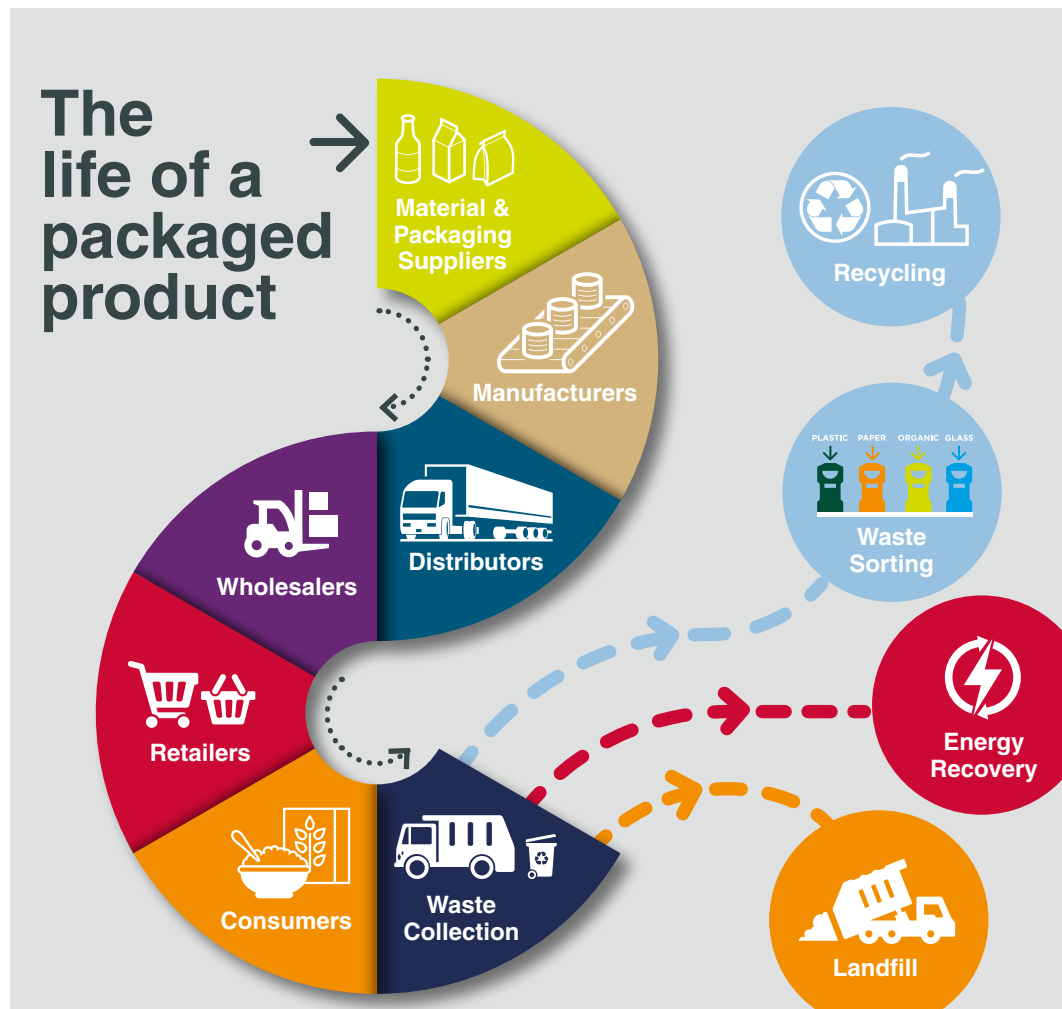 The
life of a
packaged
product
Material &
Packaging
Suppliers
Manufacturers
Distributors
Wholesalers
Retailers
Consumers
Waste
Collection
Recycling
PLASTIC PAPER ORGANIC GLASS
Waste
Sorting
Energy
Recovery
Landfill